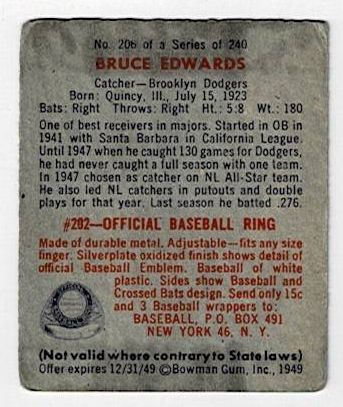 No. 206 of a Series of 240
BRUCE EDWARDS
Catcher—Brooklyn Dodgers
Born: Quincy, Ill., July 15, 1923
Bats: Right Throws: Right Ht.: 5:8 Wt.: 180
One of best receivers in majors. Started in OB in
1941 with Santa Barbara in California League.
Until 1947 when he caught 130 games for Dodgers,
he had never caught a full season with one team.
In 1947 chosen as catcher on NL All-Star team.
He also led NL catchers in putouts and double
plays for that year. Last season he batted .276.
#202—OFFICIAL BASEBALL RING
Made of durable metal. Adjustable—fits any size
finger. Silverplate oxidized finish shows detail of
official Baseball Emblem. Baseball of white
plastic. Sides show Baseball and
Crossed Bats design. Send only 15c
and 3 Baseball wrappers to:
BASEBALL, P.O. BOX 491
NEW YORK 46, N. Y.
(Not valid where contrary to State laws)
Offer expires 12/31/49 ©Bowman Gum, Inc., 1949